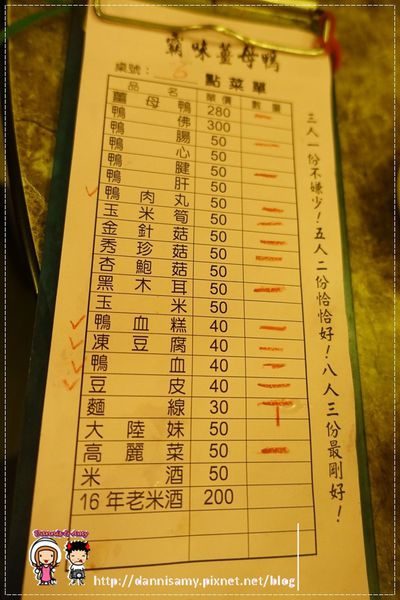 霸味薑母鴨
桌號：6 點菜單
品名 單價 數量
薑母鴨 280
鴨佛 300
鴨腸 50
鴨心 50
鴨腱 50
鴨肝 50
鴨肉丸 50
玉米筍 50
金針菇 50
秀珍菇 50
杏鮑菇 50
黑木耳 50
玉米 50
鴨血糕 40
凍豆腐 40
鴨血 40
豆皮 40
麵線 30
大陸妹 50
高麗菜 50
米酒 50
16年老米酒 200
三人一份不嫌少！五人二份恰恰好！八人三份最剛好！
http://dannisamy.pixnet.net/blog